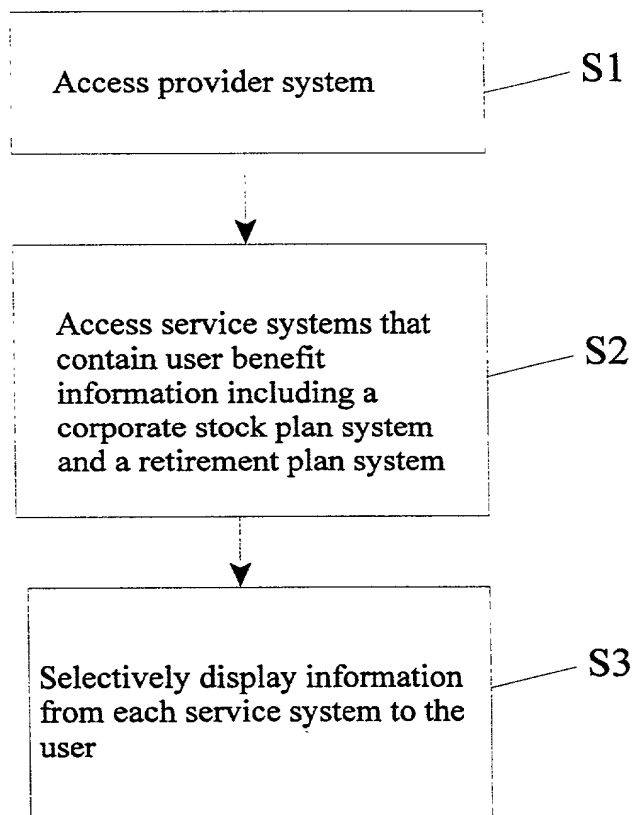 Access provider system
S1
Access service systems that
contain user benefit
information including a
corporate stock plan system
and a retirement plan system
S2
Selectively display information
from each service system to the
user
S3